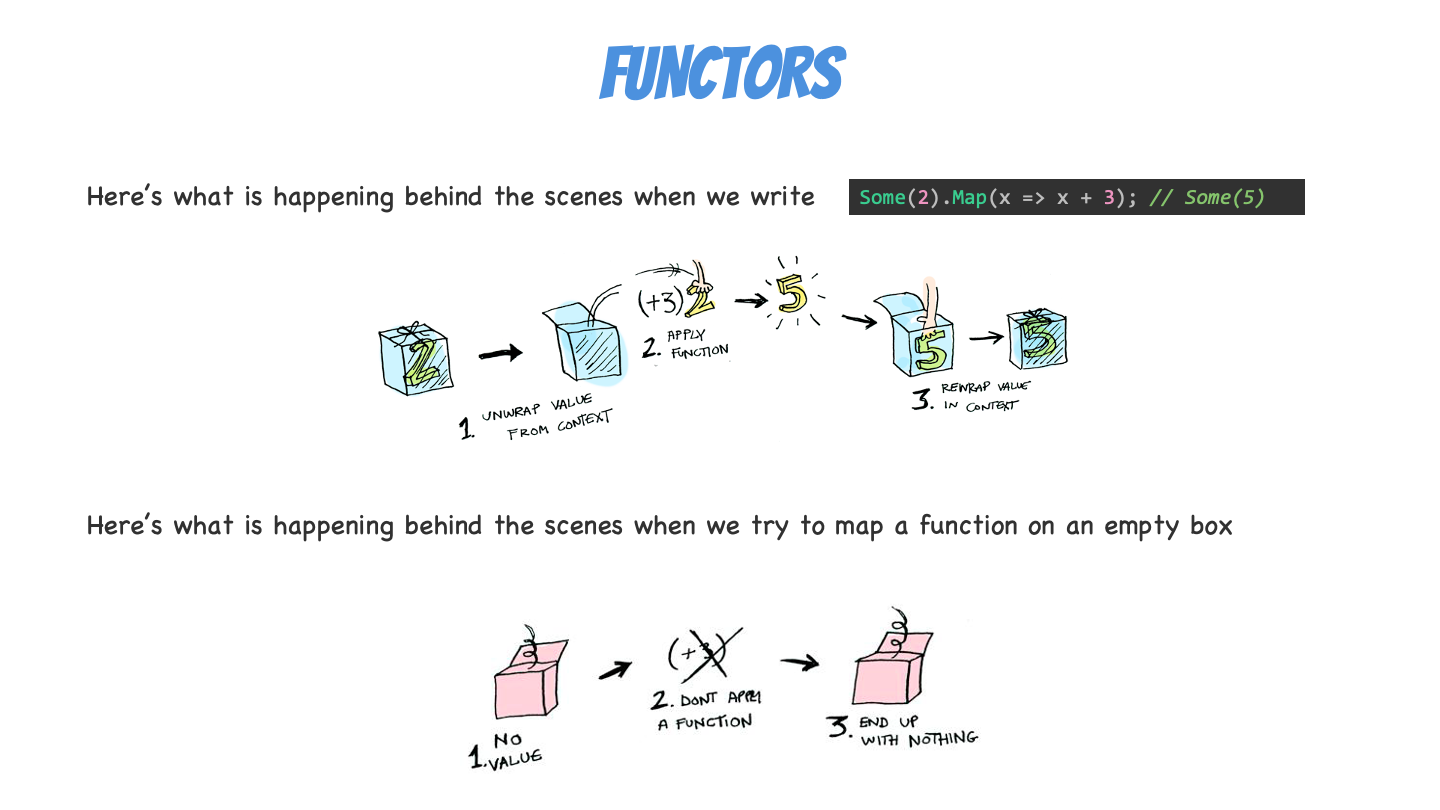 FUNCTORS
Here's what is happening behind the scenes when we write
Some(2).Map(x => x + 3); // Some(5)
2
(+3)2
5
5
5
1. UNWRAP VALUE
FROM CONTEXT
2. APPLY
FUNCTION
3. REWRAP VALUE
IN CONTEXT
Here's what is happening behind the scenes when we try to map a function on an empty box
(+3)
1. NO
VALUE
2. DONT APPLY
A FUNCTION
3. END UP
WITH NOTHING